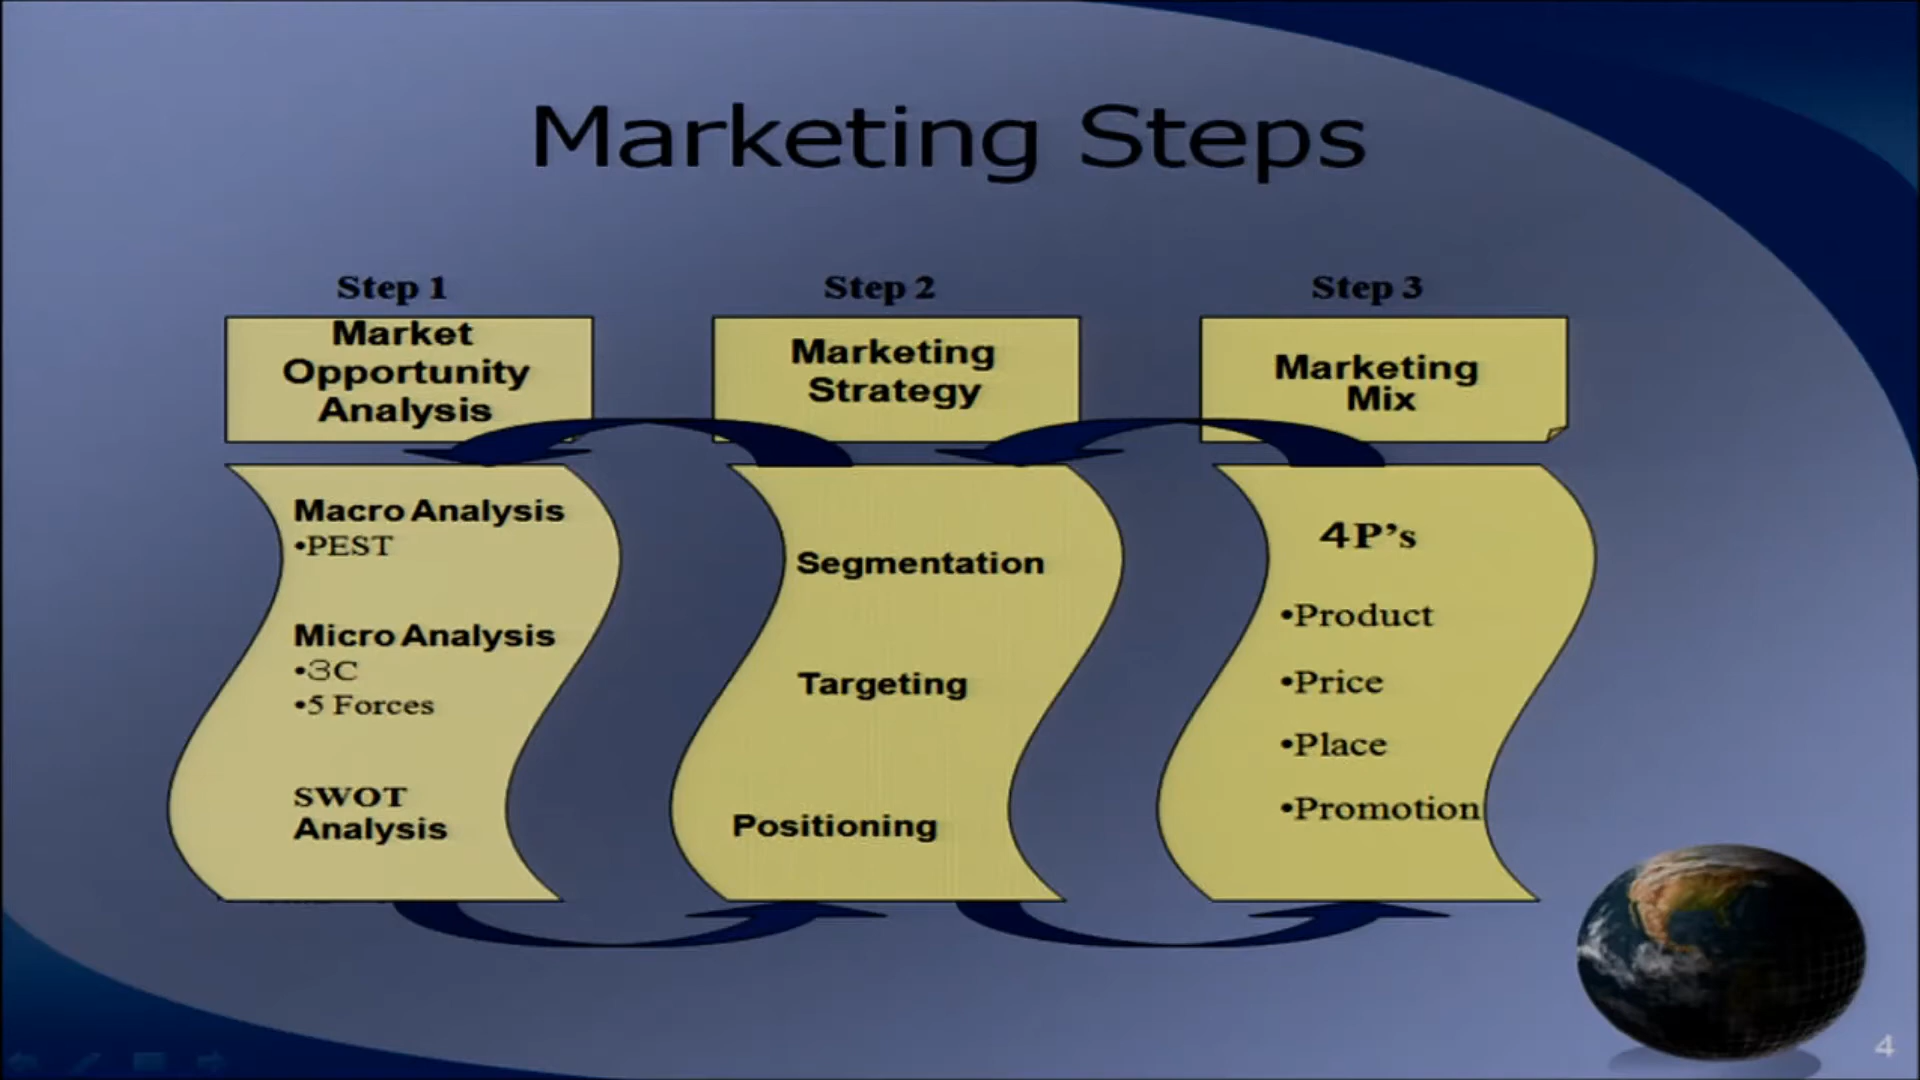 Marketing Steps
Step 1
Market
Opportunity
Analysis
Macro Analysis
•PEST
Micro Analysis
•3C
•5 Forces
SWOT
Analysis
Step 2
Marketing
Strategy
Segmentation
Targeting
Positioning
Step 3
Marketing
Mix
4P’s
•Product
•Price
•Place
•Promotion
4